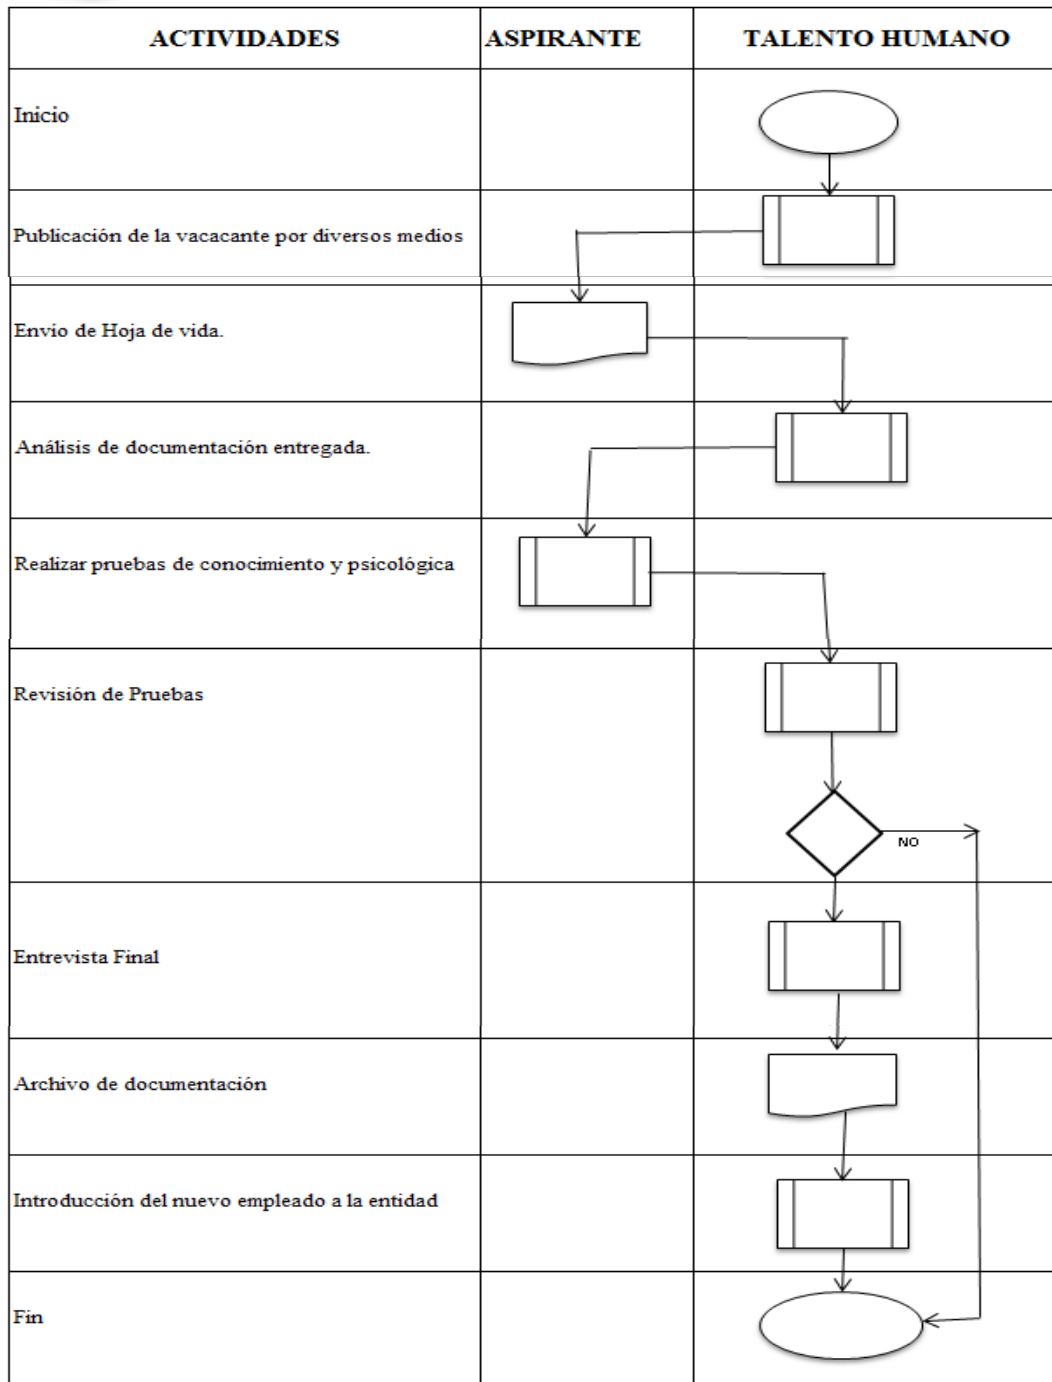 ACTIVIDADES ASPIRANTE TALENTO HUMANO
Inicio
Publicación de la vacacante por diversos medios
Envio de Hoja de vida.
Análisis de documentación entregada.
Realizar pruebas de conocimiento y psicológica
Revisión de Pruebas
NO
Entrevista Final
Archivo de documentación
Introducción del nuevo empleado a la entidad
Fin